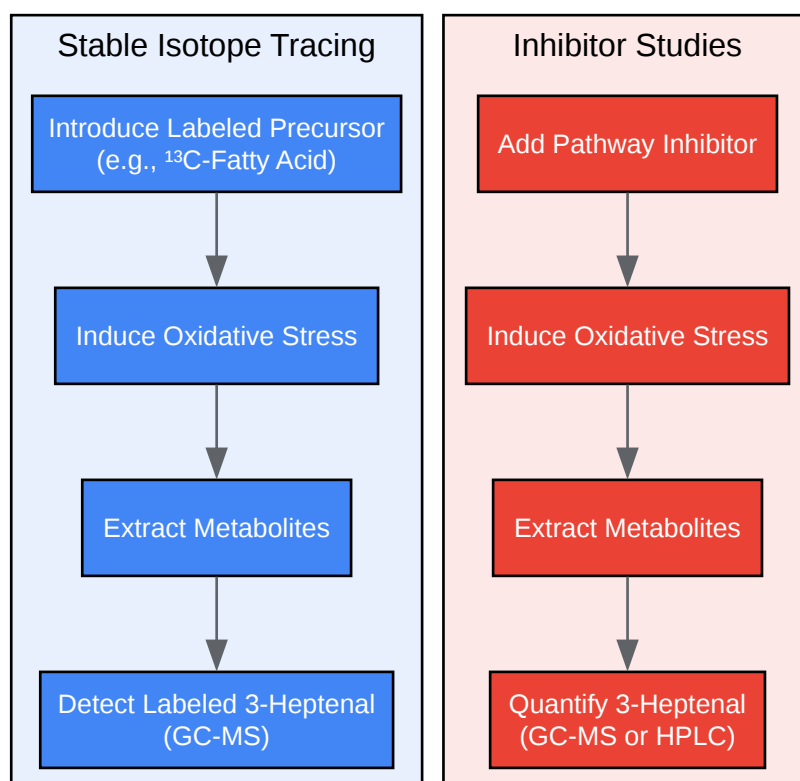 Stable Isotope Tracing
Introduce Labeled Precursor
(e.g., ¹³C-Fatty Acid)
Induce Oxidative Stress
Extract Metabolites
Detect Labeled 3-Heptenal
(GC-MS)
Inhibitor Studies
Add Pathway Inhibitor
Induce Oxidative Stress
Extract Metabolites
Quantify 3-Heptenal
(GC-MS or HPLC)